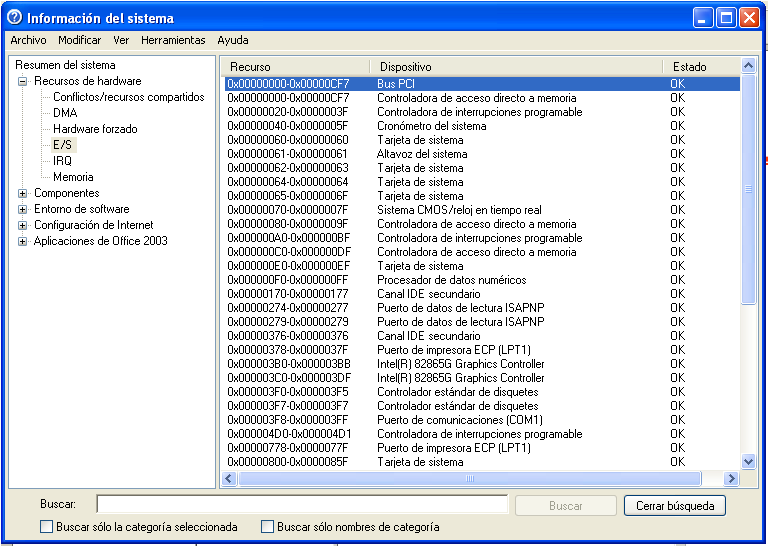 Información del sistema
Archivo Modificar Ver Herramientas Ayuda
Resumen del sistema
Recursos de hardware
Conflictos/recursos compartidos
DMA
Hardware forzado
E/S
IRQ
Memoria
Componentes
Entorno de software
Configuración de Internet
Aplicaciones de Office 2003
Recurso Dispositivo Estado
0x00000000-0x00000CF7 Bus PCI OK
0x00000000-0x00000CF7 Controladora de acceso directo a memoria OK
0x00000020-0x0000003F Controladora de interrupciones programable OK
0x00000040-0x0000005F Cronómetro del sistema OK
0x00000060-0x00000060 Tarjeta de sistema OK
0x00000061-0x00000061 Altavoz del sistema OK
0x00000062-0x00000063 Tarjeta de sistema OK
0x00000064-0x00000064 Tarjeta de sistema OK
0x00000065-0x0000006F Tarjeta de sistema OK
0x00000070-0x0000007F Sistema CMOS/reloj en tiempo real OK
0x00000080-0x0000009F Controladora de acceso directo a memoria OK
0x000000A0-0x000000BF Controladora de interrupciones programable OK
0x000000C0-0x000000DF Controladora de acceso directo a memoria OK
0x000000E0-0x000000EF Tarjeta de sistema OK
0x000000F0-0x000000FF Procesador de datos numéricos OK
0x00000170-0x00000177 Canal IDE secundario OK
0x00000274-0x00000277 Puerto de datos de lectura ISAPNP OK
0x00000279-0x00000279 Puerto de datos de lectura ISAPNP OK
0x00000376-0x00000376 Canal IDE secundario OK
0x00000378-0x0000037F Puerto de impresora ECP (LPT1) OK
0x000003B0-0x000003BB Intel(R) 82865G Graphics Controller OK
0x000003C0-0x000003DF Intel(R) 82865G Graphics Controller OK
0x000003F0-0x000003F5 Controlador estándar de disquetes OK
0x000003F7-0x000003F7 Controlador estándar de disquetes OK
0x000003F8-0x000003FF Puerto de comunicaciones (COM1) OK
0x000004D0-0x000004D1 Controladora de interrupciones programable OK
0x00000778-0x0000077F Puerto de impresora ECP (LPT1) OK
0x00000800-0x0000085F Tarjeta de sistema OK
Buscar: Buscar Cerrar búsqueda
Buscar sólo la categoría seleccionada Buscar sólo nombres de categoría